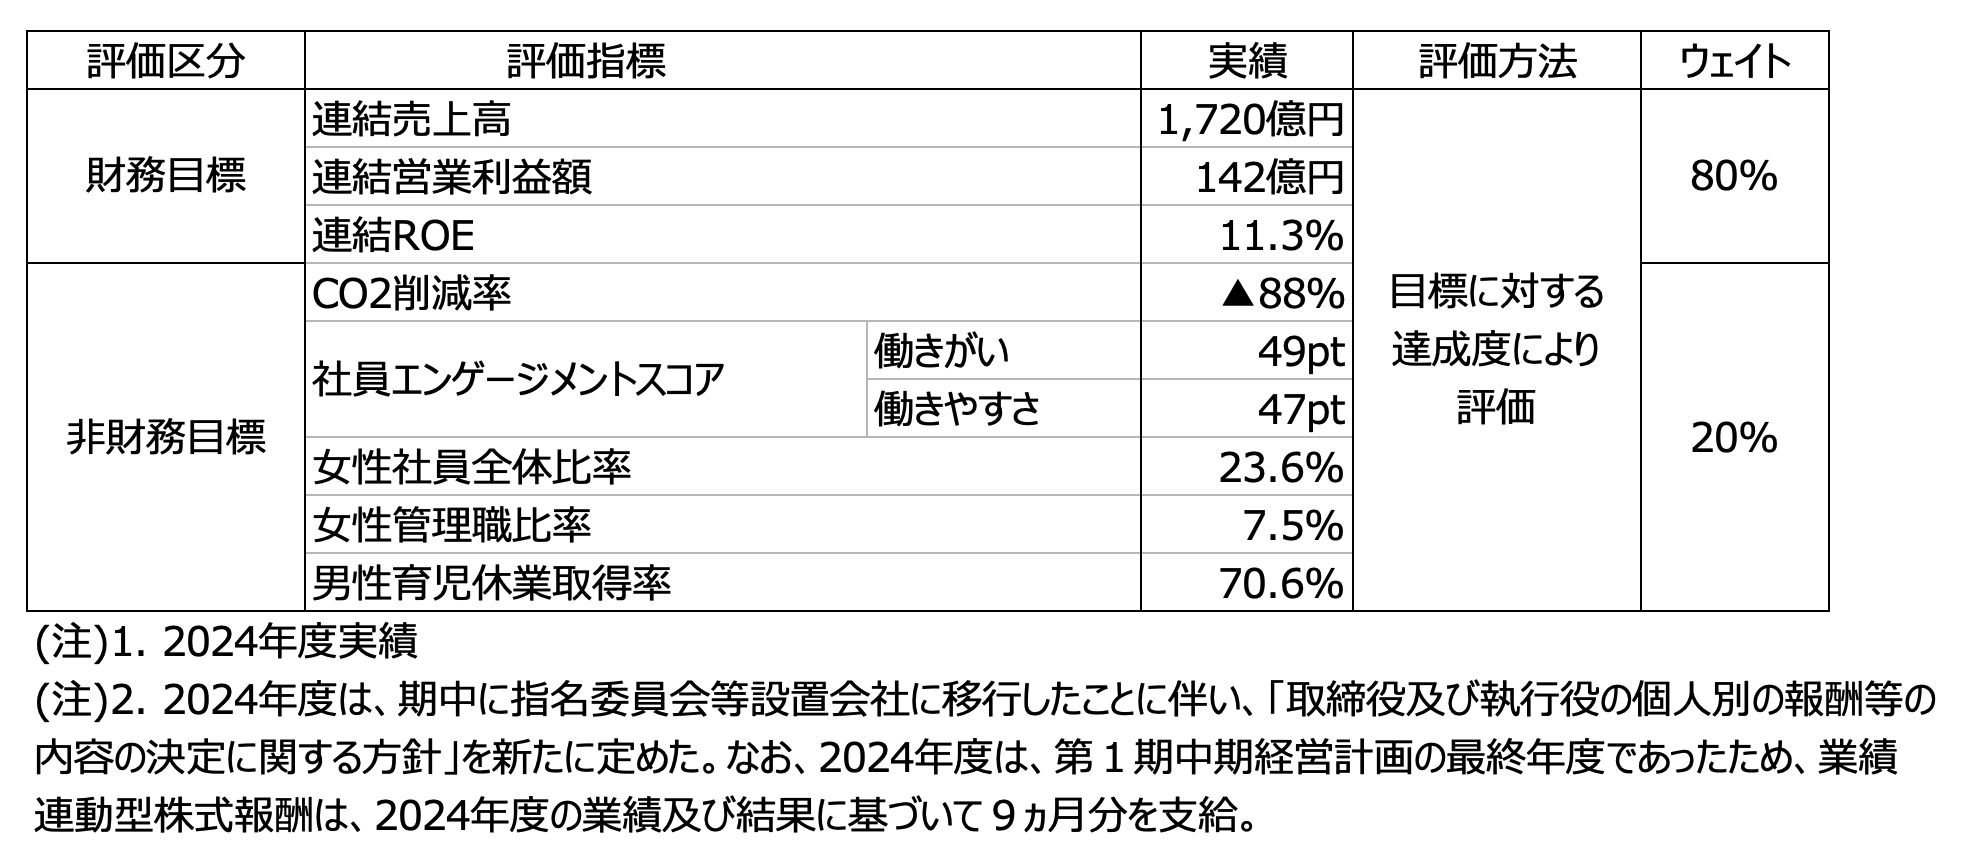 評価区分 評価指標 実績 評価方法 ウェイト
財務目標 連結売上高 1,720億円 目標に対する達成度により評価 80%
連結営業利益額 142億円
連結ROE 11.3%
非財務目標 CO2削減率 ▲88% 20%
社員エンゲージメントスコア 働きがい 49pt
働きやすさ 47pt
女性社員全体比率 23.6%
女性管理職比率 7.5%
男性育児休業取得率 70.6%
(注)1. 2024年度実績
(注)2. 2024年度は、期中に指名委員会等設置会社に移行したことに伴い、「取締役及び執行役の個人別の報酬等の
内容の決定に関する方針」を新たに定めた。なお、2024年度は、第１期中期経営計画の最終年度であったため、業績
連動型株式報酬は、2024年度の業績及び結果に基づいて９ヵ月分を支給。